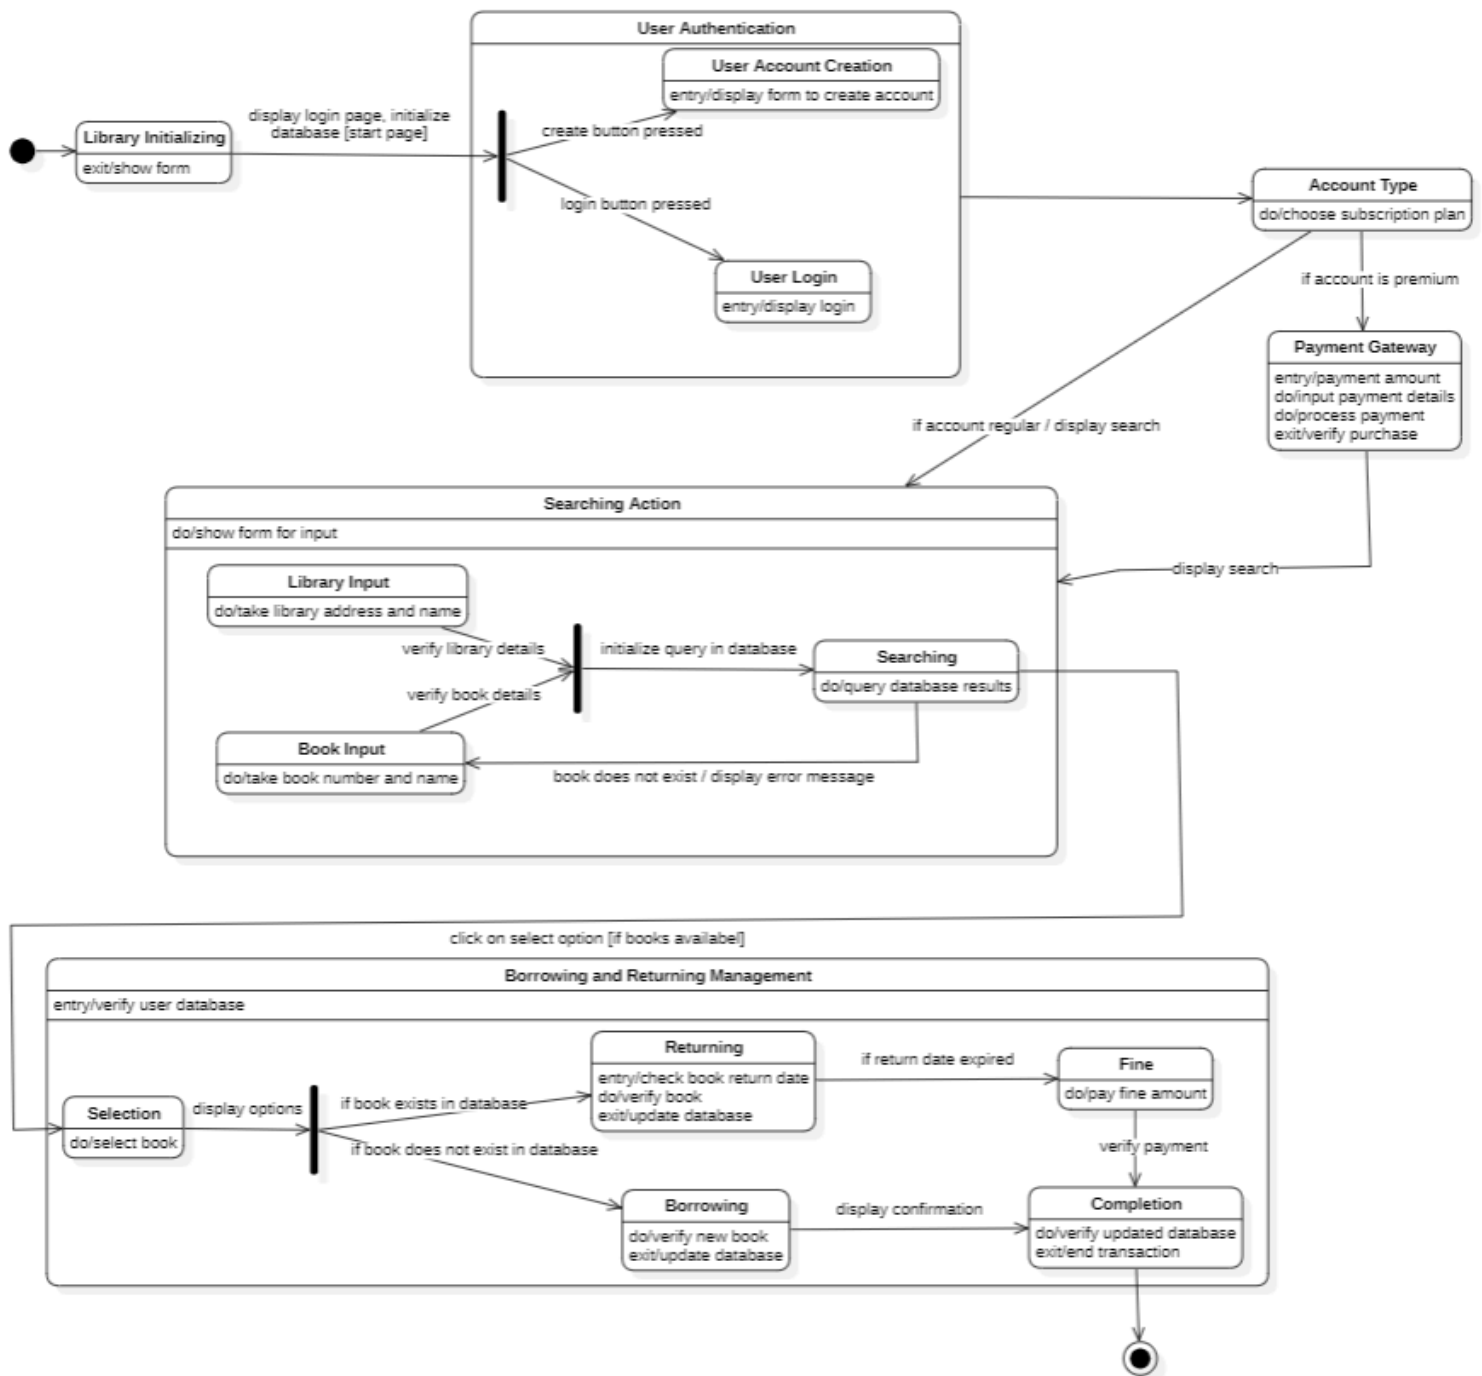 User Authentication
User Account Creation
entry/display form to create account
display login page, initialize
database [start page]
create button pressed
Library Initializing
exit/show form
login button pressed
Account Type
do/choose subscription plan
User Login
entry/display login
if account is premium
Payment Gateway
entry/payment amount
do/input payment details
do/process payment
exit/verify purchase
if account regular / display search
Searching Action
do/show form for input
display search
Library Input
do/take library address and name
verify library details
initialize query in database
Searching
do/query database results
verify book details
Book Input
do/take book number and name
book does not exist / display error message
click on select option [if books availabel]
Borrowing and Returning Management
entry/verify user database
Returning
entry/check book return date
do/verify book
exit/update database
if return date expired
Fine
do/pay fine amount
Selection
do/select book
display options
if book exists in database
if book does not exist in database
verify payment
Borrowing
do/verify new book
exit/update database
display confirmation
Completion
do/verify updated database
exit/end transaction